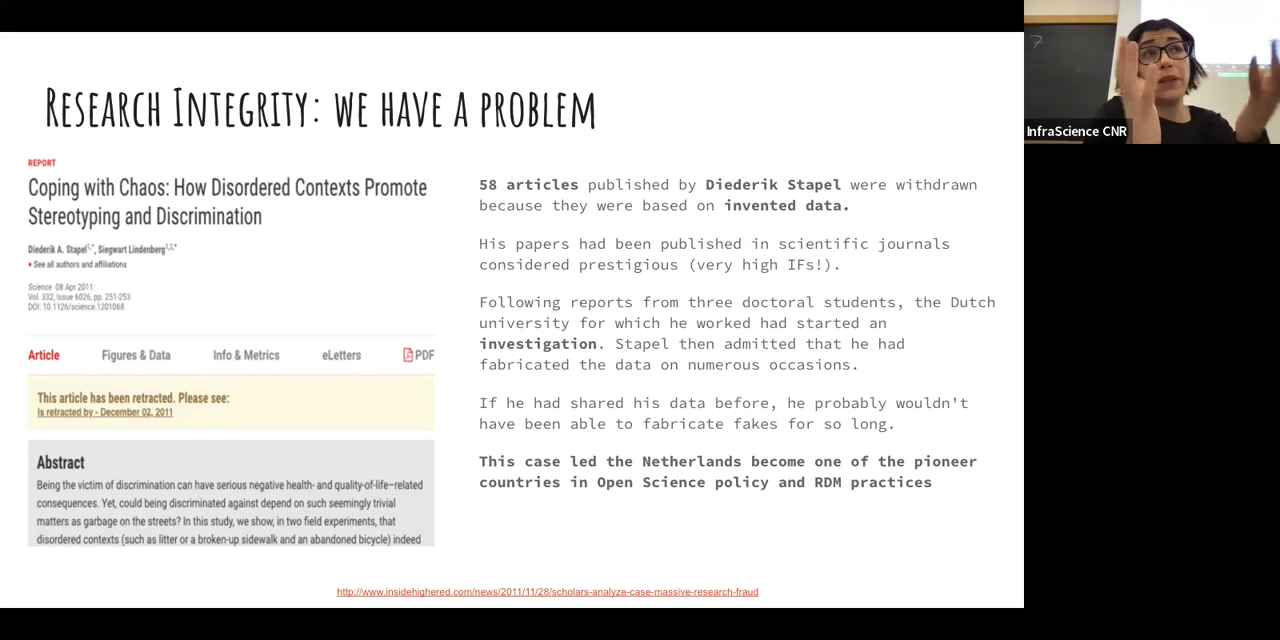 Research Integrity: we have a problem
REPORT
Coping with Chaos: How Disordered Contexts Promote
Stereotyping and Discrimination
Diederik A. Stapel1,*, Siegwart Lindenberg1,2,*
+ See all authors and affiliations
Science 08 Apr 2011:
Vol. 332, Issue 6026, pp. 251-253
DOI: 10.1126/science.1201068
Article Figures & Data Info & Metrics eLetters PDF
This article has been retracted. Please see:
Is retracted by - December 02, 2011
Abstract
Being the victim of discrimination can have serious negative health- and quality-of-life–related
consequences. Yet, could being discriminated against depend on such seemingly trivial
matters as garbage on the streets? In this study, we show, in two field experiments, that
disordered contexts (such as litter or a broken-up sidewalk and an abandoned bicycle) indeed
58 articles published by Diederik Stapel were withdrawn
because they were based on invented data.
His papers had been published in scientific journals
considered prestigious (very high IFs!).
Following reports from three doctoral students, the Dutch
university for which he worked had started an
investigation. Stapel then admitted that he had
fabricated the data on numerous occasions.
If he had shared his data before, he probably wouldn't
have been able to fabricate fakes for so long.
This case led the Netherlands become one of the pioneer
countries in Open Science policy and RDM practices
http://www.insidehighered.com/news/2011/11/28/scholars-analyze-case-massive-research-fraud
7
InfraScience CNR